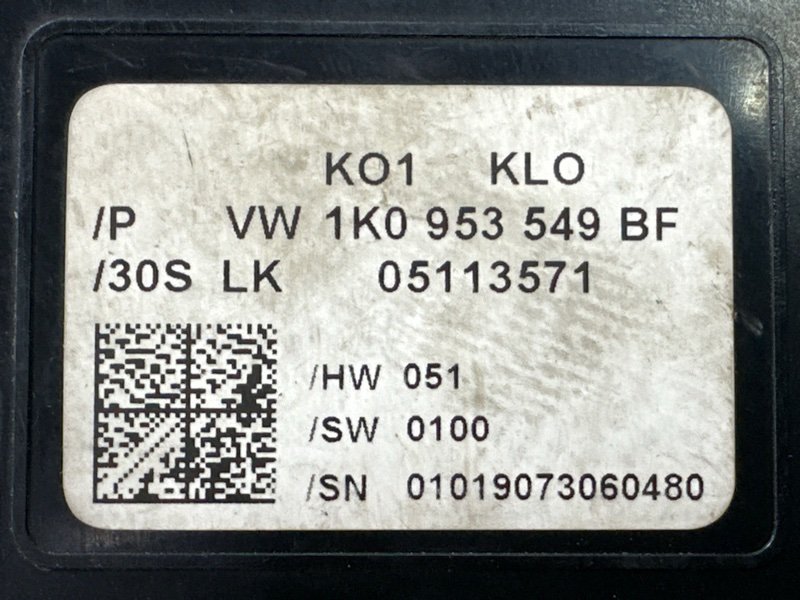 KO1 KLO
/P VW 1K0 953 549 BF
/30S LK 05113571
/HW 051
/SW 0100
/SN 01019073060480